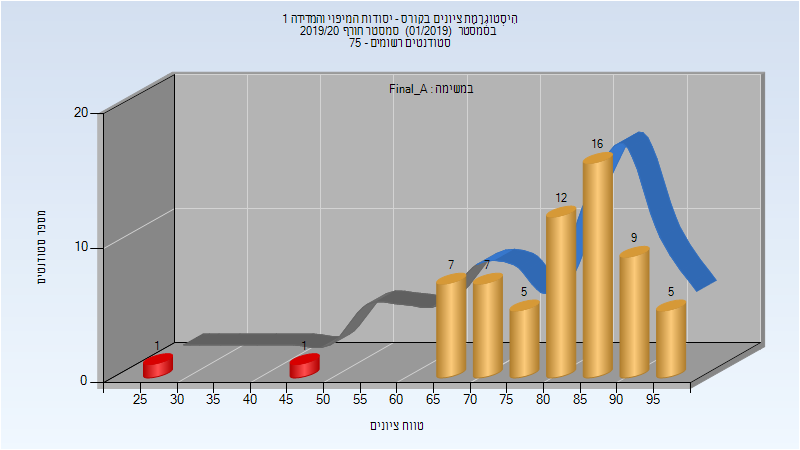 היסטוגרמת ציונים בקורס - יסודות המיפוי והמדידה 1
בסמסטר (01/2019) סמסטר חורף 2019/20
סטודנטים רשומים - 75
במשימה : Final_A
מספר סטודנטים
20
10
0
1
1
7
7
5
12
16
9
5
25 30 35 40 45 50 55 60 65 70 75 80 85 90 95
טווח ציונים